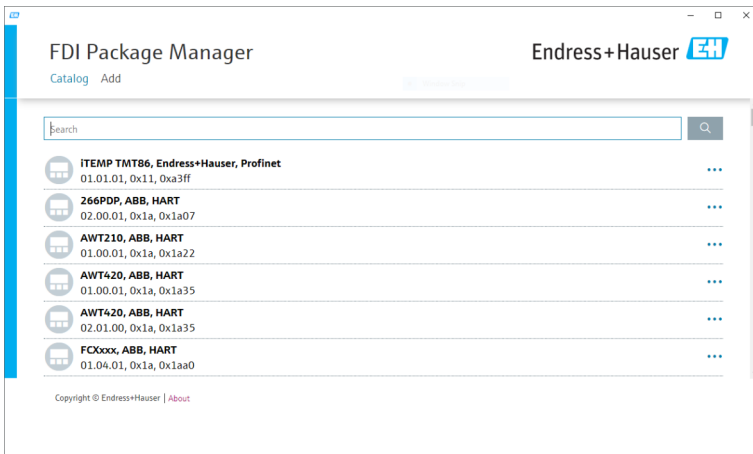 EH
FDI Package Manager
Endress+Hauser EH
Catalog Add
Search
iTEMP TMT86, Endress+Hauser, Profinet
01.01.01, 0x11, 0xa3ff
266PDP, ABB, HART
02.00.01, 0x1a, 0x1a07
AWT210, ABB, HART
01.00.01, 0x1a, 0x1a22
AWT420, ABB, HART
01.00.01, 0x1a, 0x1a35
AWT420, ABB, HART
02.01.00, 0x1a, 0x1a35
FCXxxx, ABB, HART
01.04.01, 0x1a, 0x1aa0
Copyright © Endress+Hauser | About